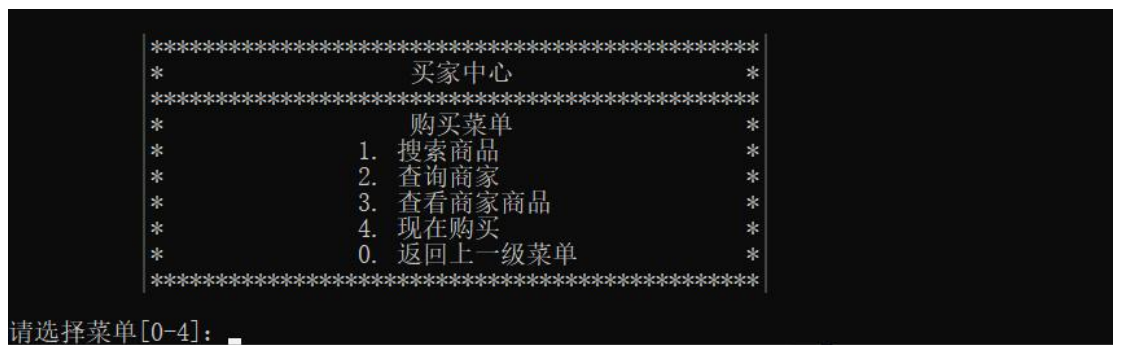 ***********************************************
* 买家中心 *
***********************************************
* 购买菜单 *
* 1. 搜索商品 *
* 2. 查询商家 *
* 3. 查看商家商品 *
* 4. 现在购买 *
* 0. 返回上一级菜单 *
***********************************************
请选择菜单[0-4]: